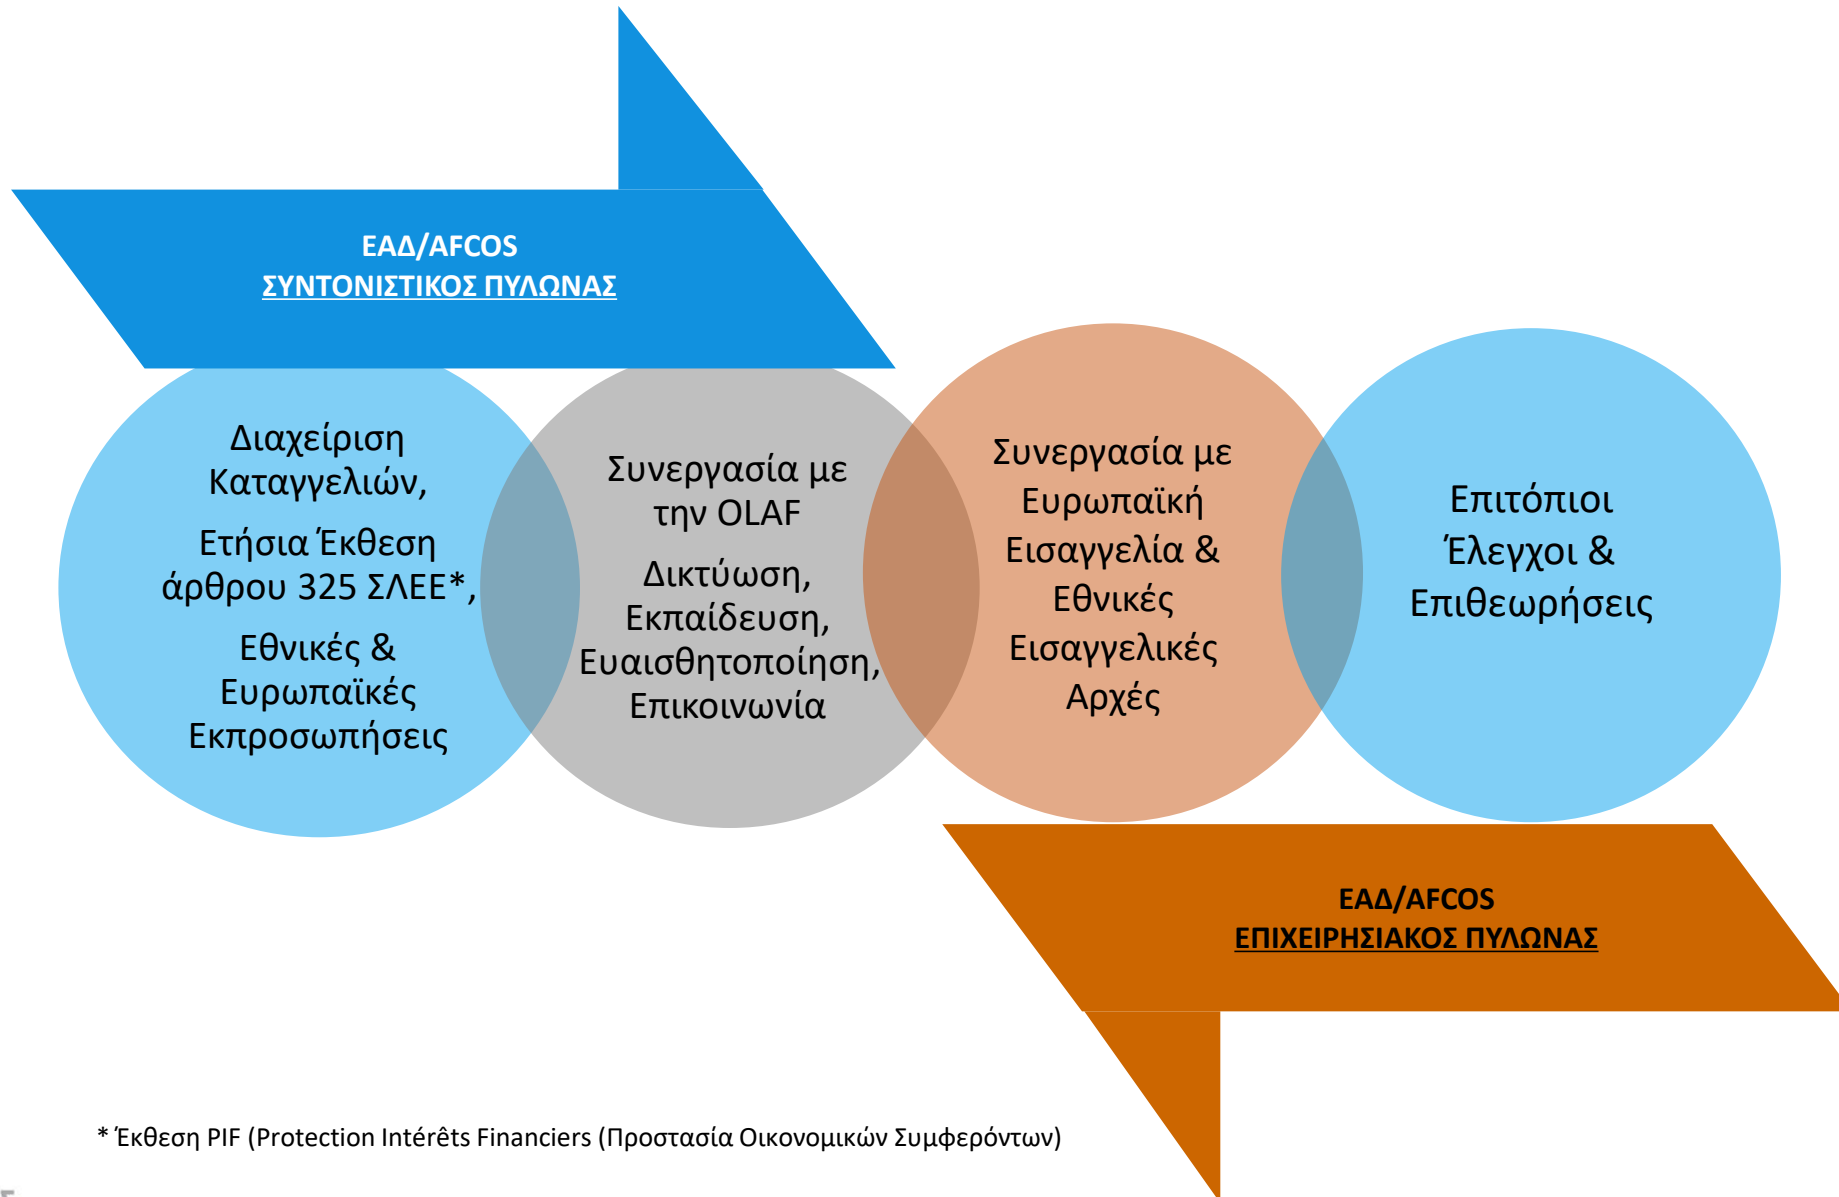 ΕΑΔ/AFCOS
ΣΥΝΤΟΝΙΣΤΙΚΟΣ ΠΥΛΩΝΑΣ
Διαχείριση
Καταγγελιών,
Ετήσια Έκθεση
άρθρου 325 ΣΛΕΕ*,
Εθνικές &
Ευρωπαϊκές
Εκπροσωπήσεις
Συνεργασία με
την OLAF
Δικτύωση,
Εκπαίδευση,
Ευαισθητοποίηση,
Επικοινωνία
Συνεργασία με
Ευρωπαϊκή
Εισαγγελία &
Εθνικές
Εισαγγελικές
Αρχές
Επιτόπιοι
Έλεγχοι &
Επιθεωρήσεις
ΕΑΔ/AFCOS
ΕΠΙΧΕΙΡΗΣΙΑΚΟΣ ΠΥΛΩΝΑΣ
* Έκθεση PIF (Protection Intérêts Financiers (Προστασία Οικονομικών Συμφερόντων)